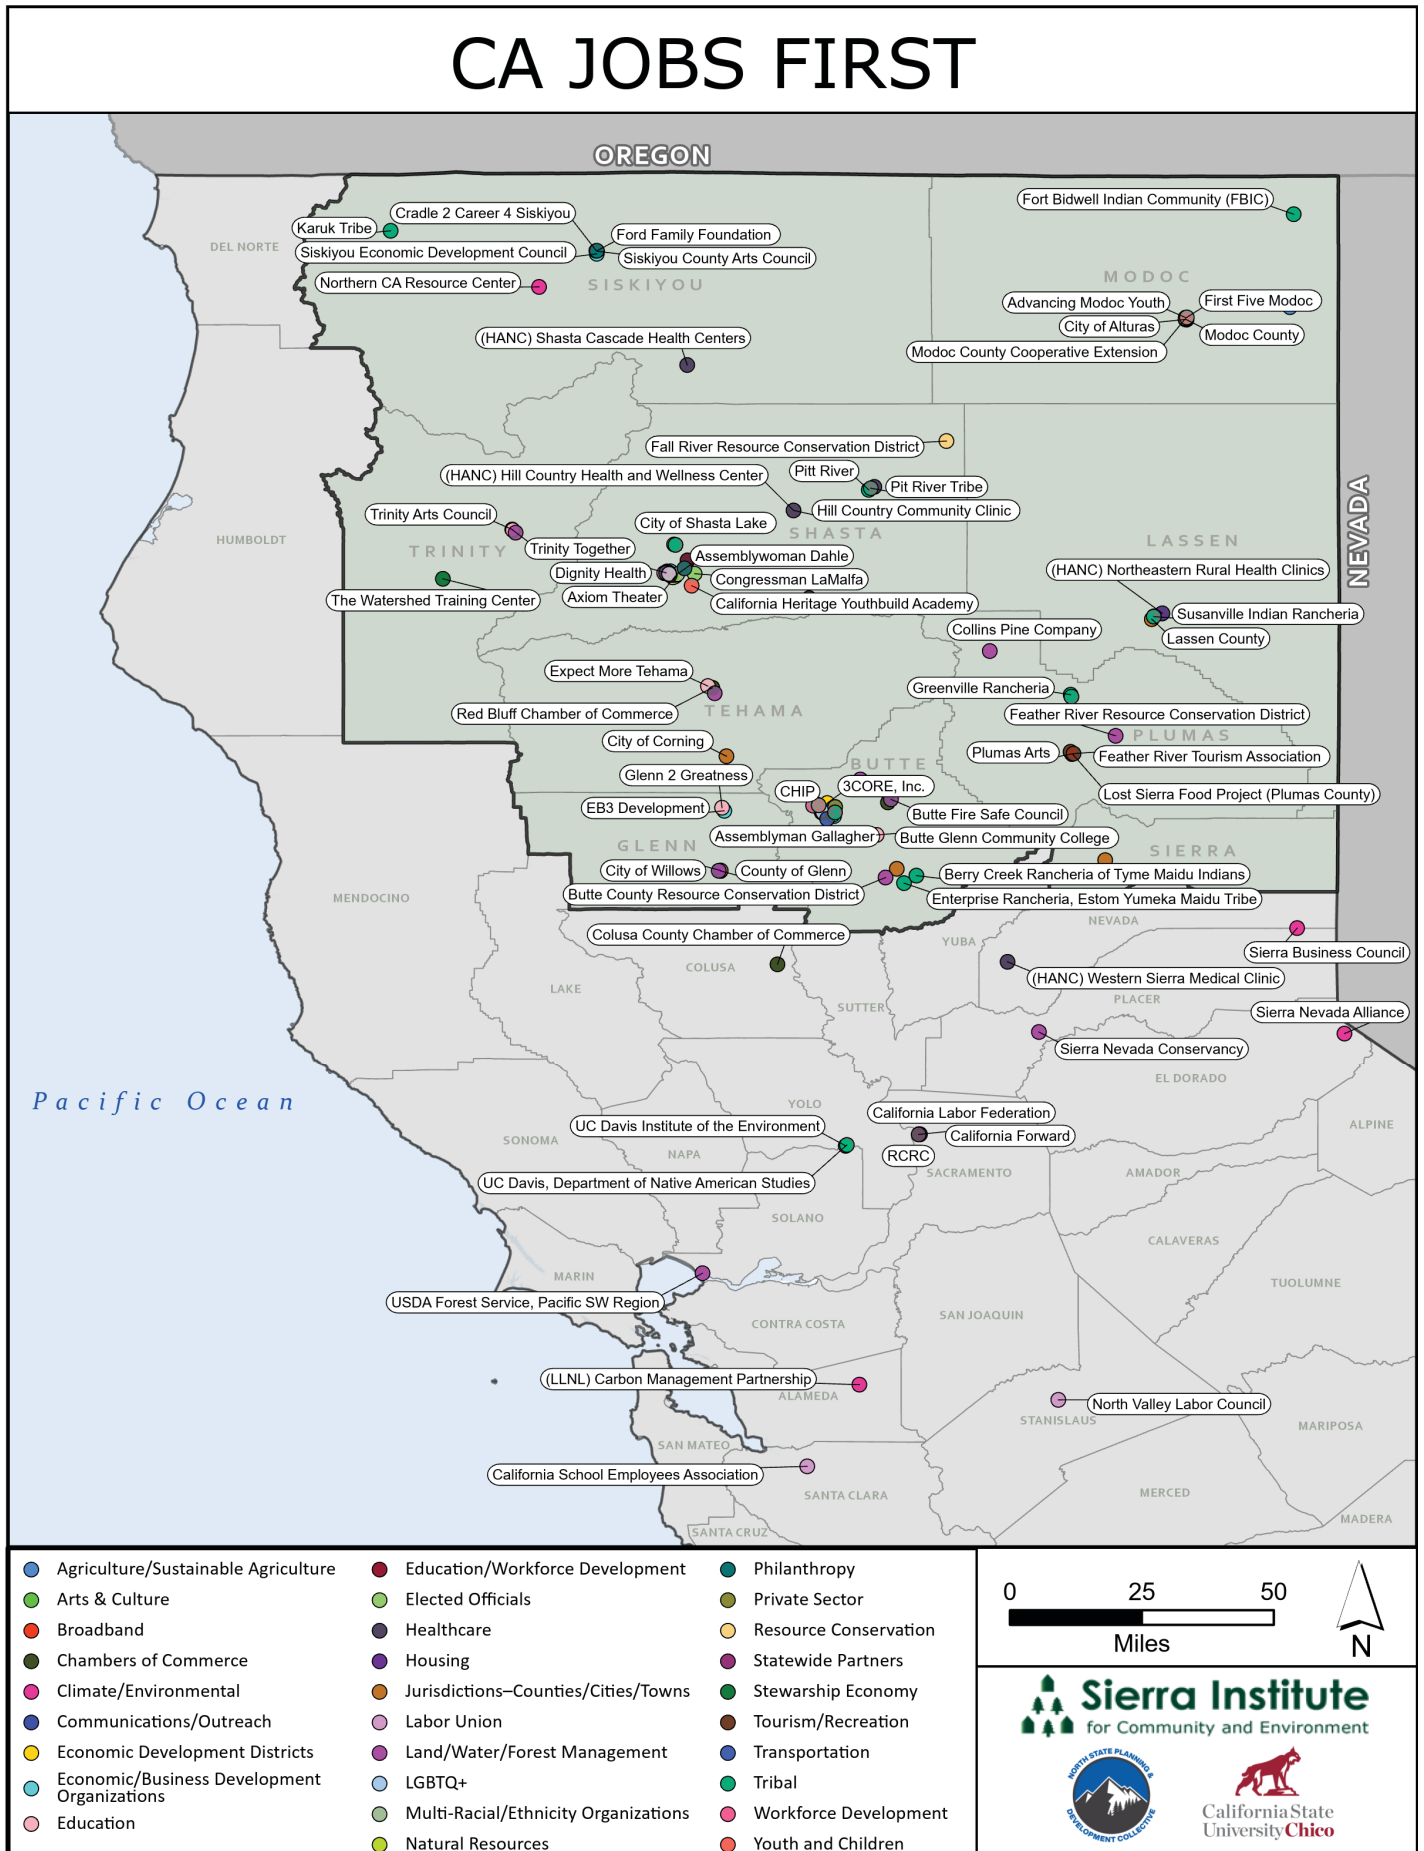 CA JOBS FIRST
OREGON
NEVADA
Pacific Ocean
DEL NORTE
SISKIYOU
MODOC
HUMBOLDT
TRINITY
SHASTA
LASSEN
TEHAMA
PLUMAS
BUTTE
GLENN
SIERRA
MENDOCINO
NEVADA
YUBA
COLUSA
LAKE
SUTTER
PLACER
EL DORADO
YOLO
ALPINE
SONOMA
NAPA
SACRAMENTO
AMADOR
SOLANO
CALAVERAS
MARIN
TUOLUMNE
CONTRA COSTA
SAN JOAQUIN
ALAMEDA
STANISLAUS
MARIPOSA
SAN MATEO
SANTA CLARA
MERCED
SANTA CRUZ
MADERA
Fort Bidwell Indian Community (FBIC)
Cradle 2 Career 4 Siskiyou
Karuk Tribe
Ford Family Foundation
Siskiyou Economic Development Council
Siskiyou County Arts Council
Northern CA Resource Center
Advancing Modoc Youth
First Five Modoc
City of Alturas
Modoc County
Modoc County Cooperative Extension
(HANC) Shasta Cascade Health Centers
Fall River Resource Conservation District
Pitt River
(HANC) Hill Country Health and Wellness Center
Pit River Tribe
Hill Country Community Clinic
Trinity Arts Council
City of Shasta Lake
Trinity Together
Assemblywoman Dahle
Dignity Health
Congressman LaMalfa
(HANC) Northeastern Rural Health Clinics
Axiom Theater
The Watershed Training Center
California Heritage Youthbuild Academy
Susanville Indian Rancheria
Collins Pine Company
Lassen County
Expect More Tehama
Greenville Rancheria
Red Bluff Chamber of Commerce
Feather River Resource Conservation District
City of Corning
Plumas Arts
Feather River Tourism Association
Glenn 2 Greatness
3CORE, Inc.
CHIP
Lost Sierra Food Project (Plumas County)
EB3 Development
Butte Fire Safe Council
Assemblyman Gallagher
Butte Glenn Community College
City of Willows
County of Glenn
Berry Creek Rancheria of Tyme Maidu Indians
Butte County Resource Conservation District
Enterprise Rancheria, Estom Yumeka Maidu Tribe
Colusa County Chamber of Commerce
Sierra Business Council
(HANC) Western Sierra Medical Clinic
Sierra Nevada Alliance
Sierra Nevada Conservancy
California Labor Federation
UC Davis Institute of the Environment
California Forward
RCRC
UC Davis, Department of Native American Studies
USDA Forest Service, Pacific SW Region
(LLNL) Carbon Management Partnership
North Valley Labor Council
California School Employees Association
Agriculture/Sustainable Agriculture
Arts & Culture
Broadband
Chambers of Commerce
Climate/Environmental
Communications/Outreach
Economic Development Districts
Economic/Business Development
Organizations
Education
Education/Workforce Development
Elected Officials
Healthcare
Housing
Jurisdictions–Counties/Cities/Towns
Labor Union
Land/Water/Forest Management
LGBTQ+
Multi-Racial/Ethnicity Organizations
Natural Resources
Philanthropy
Private Sector
Resource Conservation
Statewide Partners
Stewarship Economy
Tourism/Recreation
Transportation
Tribal
Workforce Development
Youth and Children
0 25 50
Miles
N
Sierra Institute
for Community and Environment
NORTH STATE PLANNING &
DEVELOPMENT COLLECTIVE
California State
University Chico